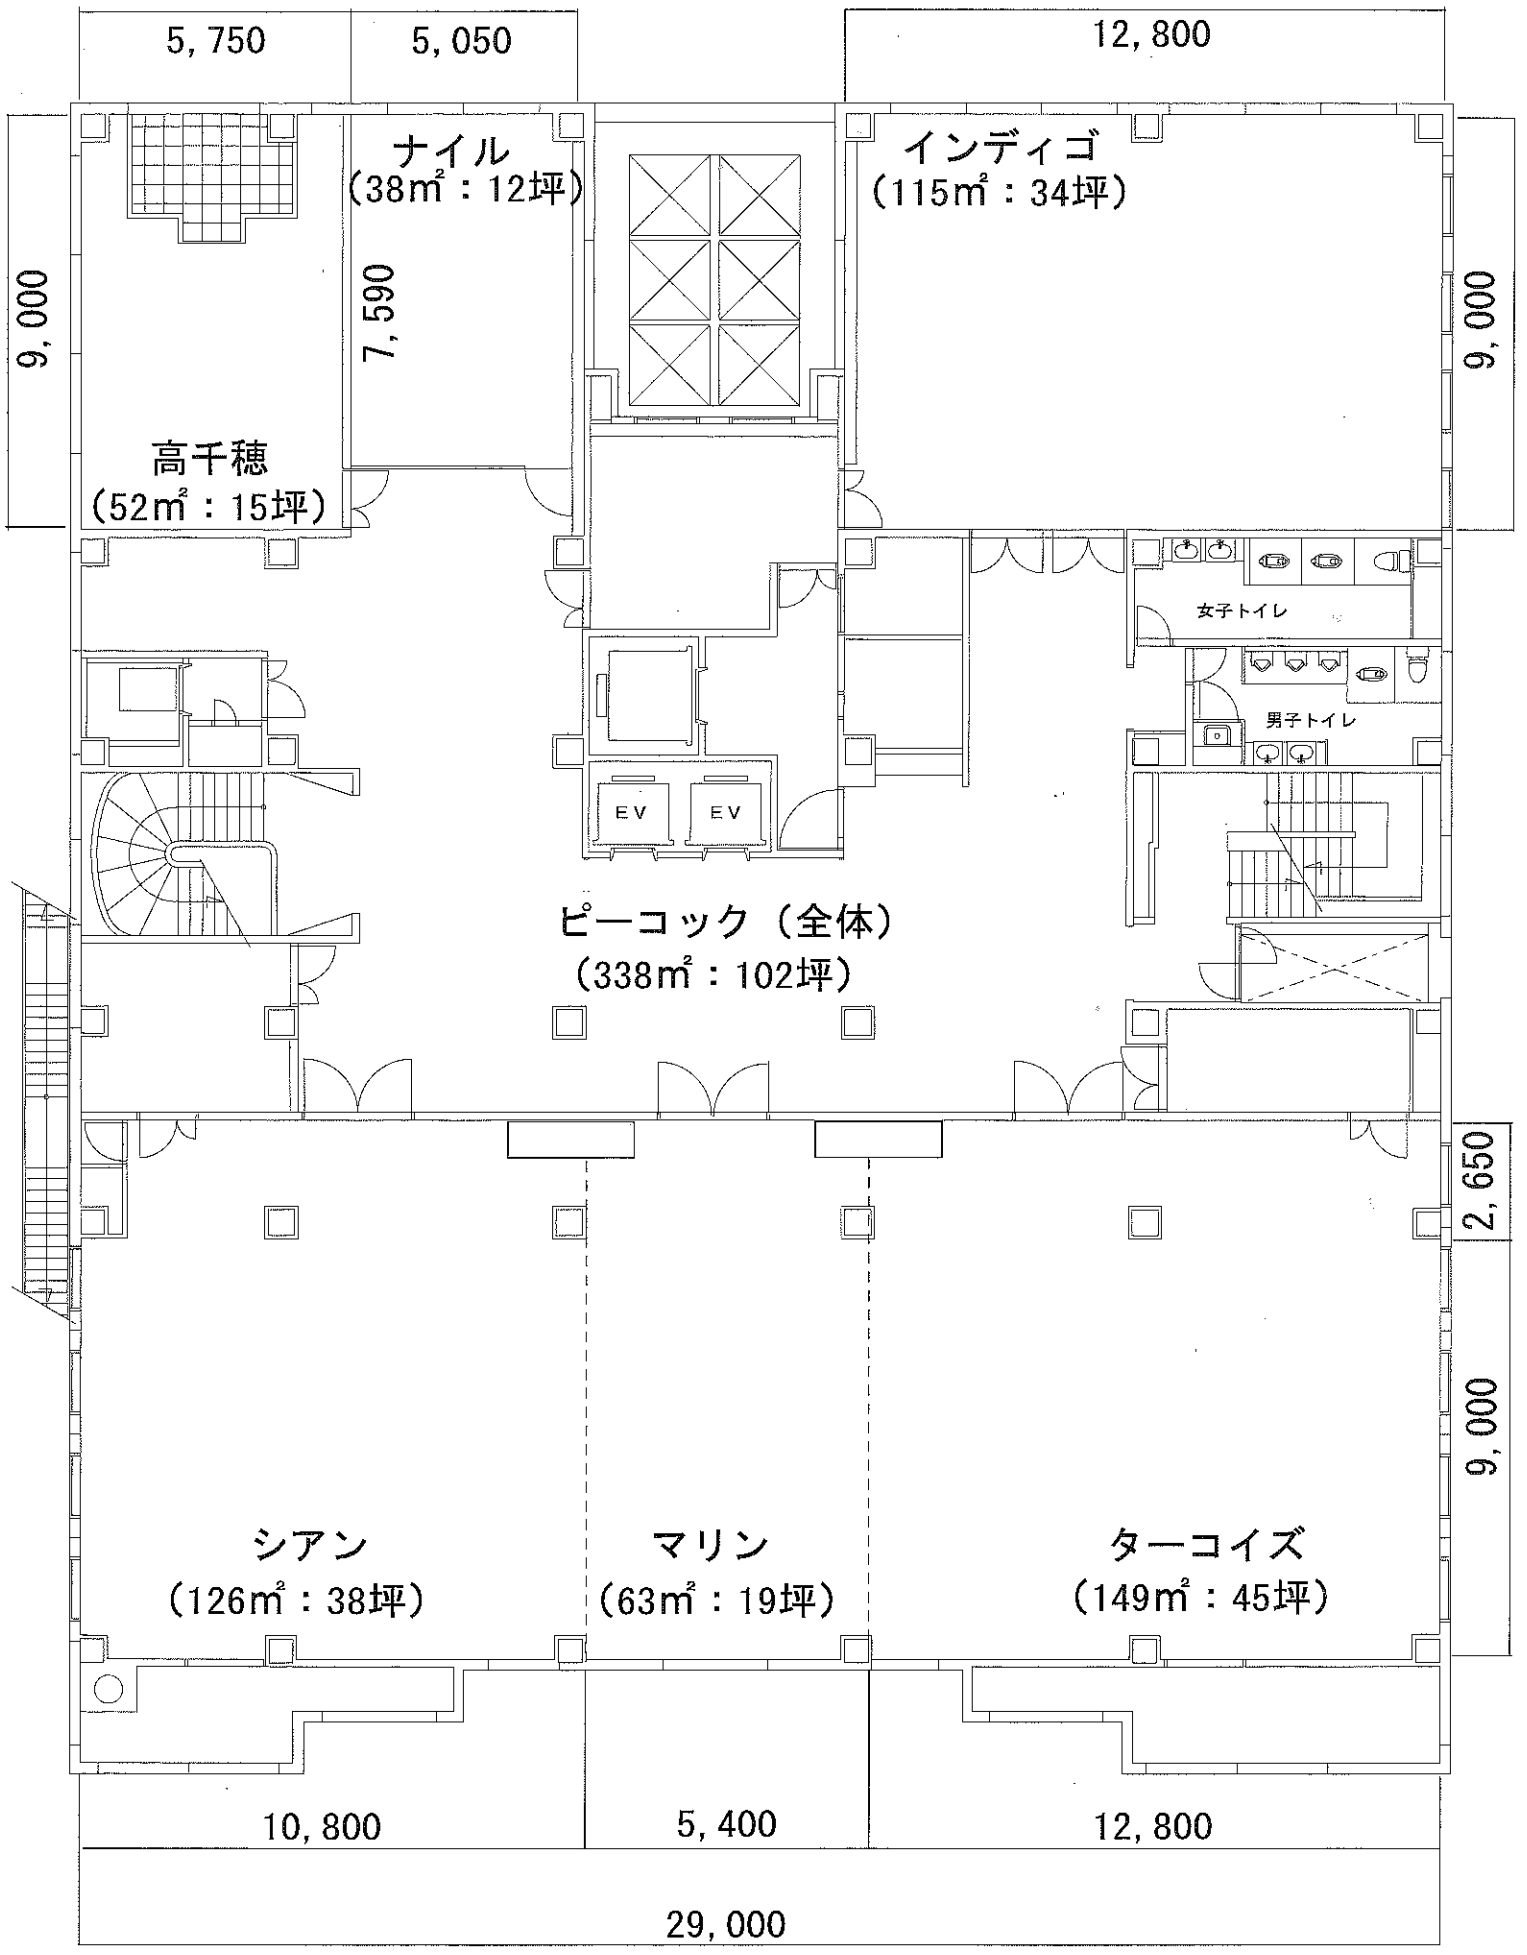 5,750
5,050
12,800
ナイル
(38㎡：12坪)
インディゴ
(115㎡：34坪)
9,000
7,590
9,000
高千穂
(52㎡：15坪)
女子トイレ
男子トイレ
EV
EV
ピーコック（全体）
(338㎡：102坪)
2,650
9,000
シアン
(126㎡：38坪)
マリン
(63㎡：19坪)
ターコイズ
(149㎡：45坪)
10,800
5,400
12,800
29,000